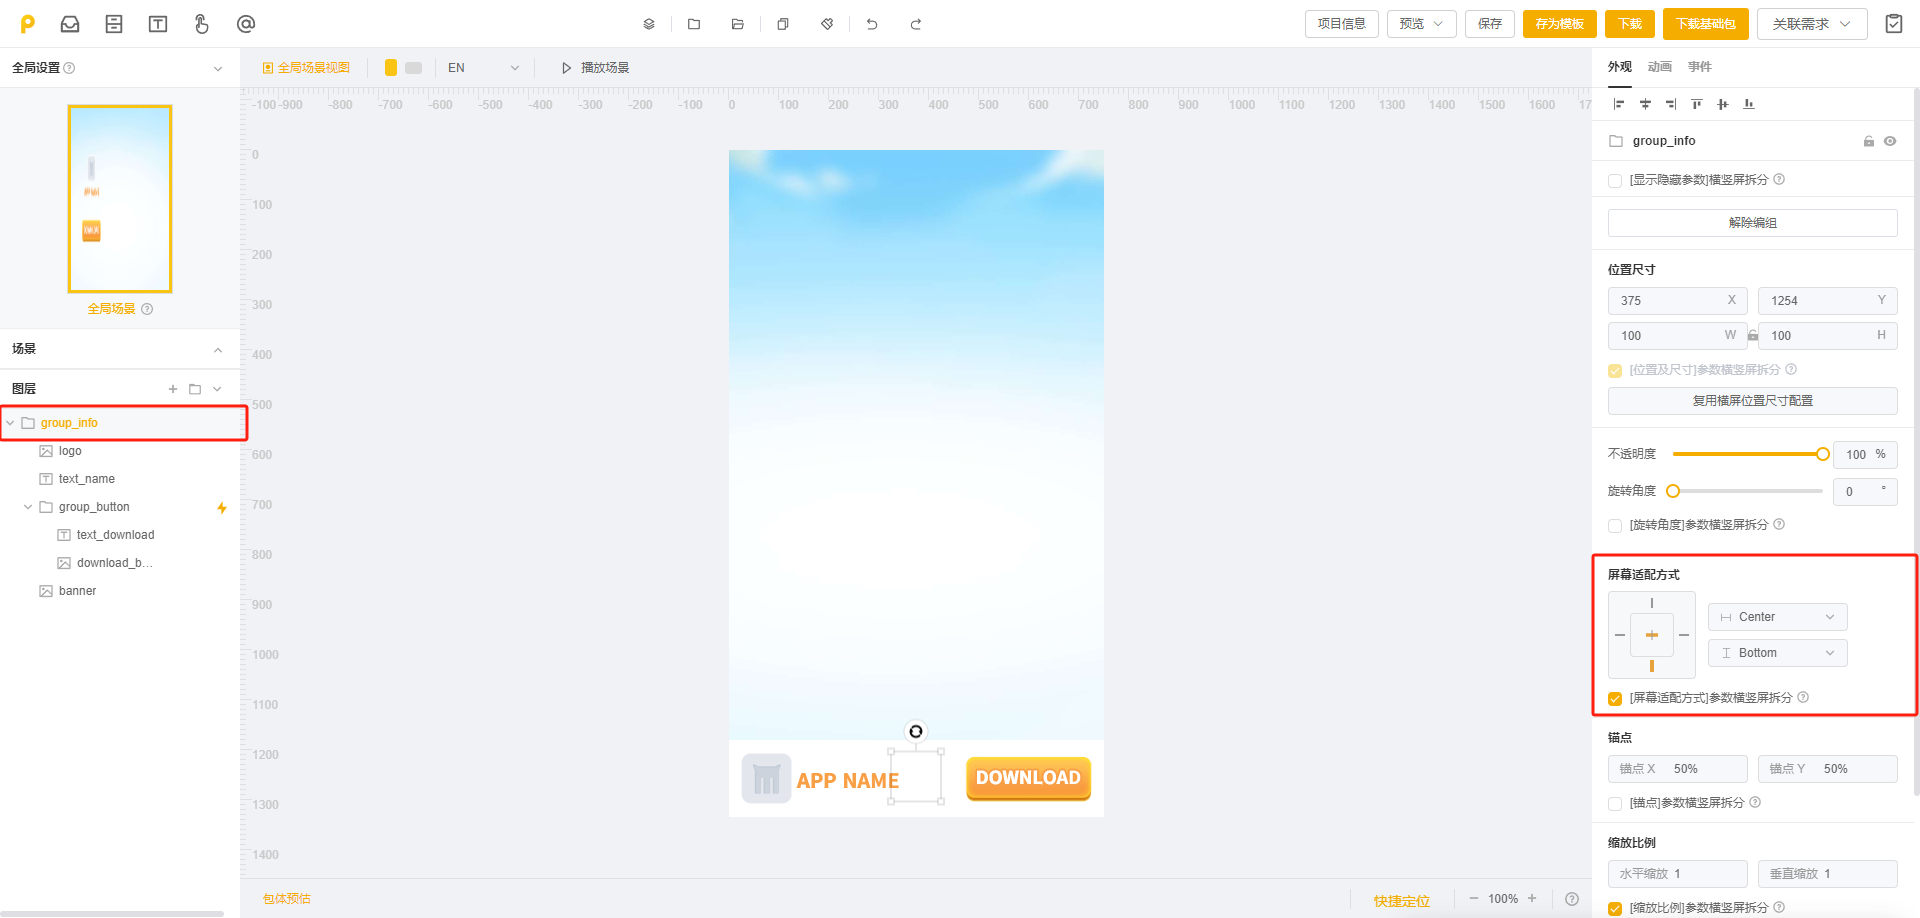 项目信息
预览
保存
存为模板
下载
下载基础包
关联需求
全局设置
全局场景视图
EN
播放场景
外观 动画 事件
-100 -900 -800 -700 -600 -500 -400 -300 -200 -100 0 100 200 300 400 500 600 700 800 900 1000 1100 1200 1300 1400 1500 1600 17
全局场景
场景
图层
group_info
logo
text_name
group_button
text_download
download_b...
banner
0
100
200
300
400
500
600
700
800
900
1000
1100
1200
1300
1400
APP NAME
DOWNLOAD
包体预估
快捷定位
100%
group_info
[显示隐藏参数]横竖屏拆分
解除编组
位置尺寸
375 X 1254 Y
100 W 100 H
[位置及尺寸]参数横竖屏拆分
复用横屏位置尺寸配置
不透明度 100 %
旋转角度 0 °
[旋转角度]参数横竖屏拆分
屏幕适配方式
Center
Bottom
[屏幕适配方式]参数横竖屏拆分
锚点
锚点 X 50% 锚点 Y 50%
[锚点]参数横竖屏拆分
缩放比例
水平缩放 1 垂直缩放 1
[缩放比例]参数横竖屏拆分